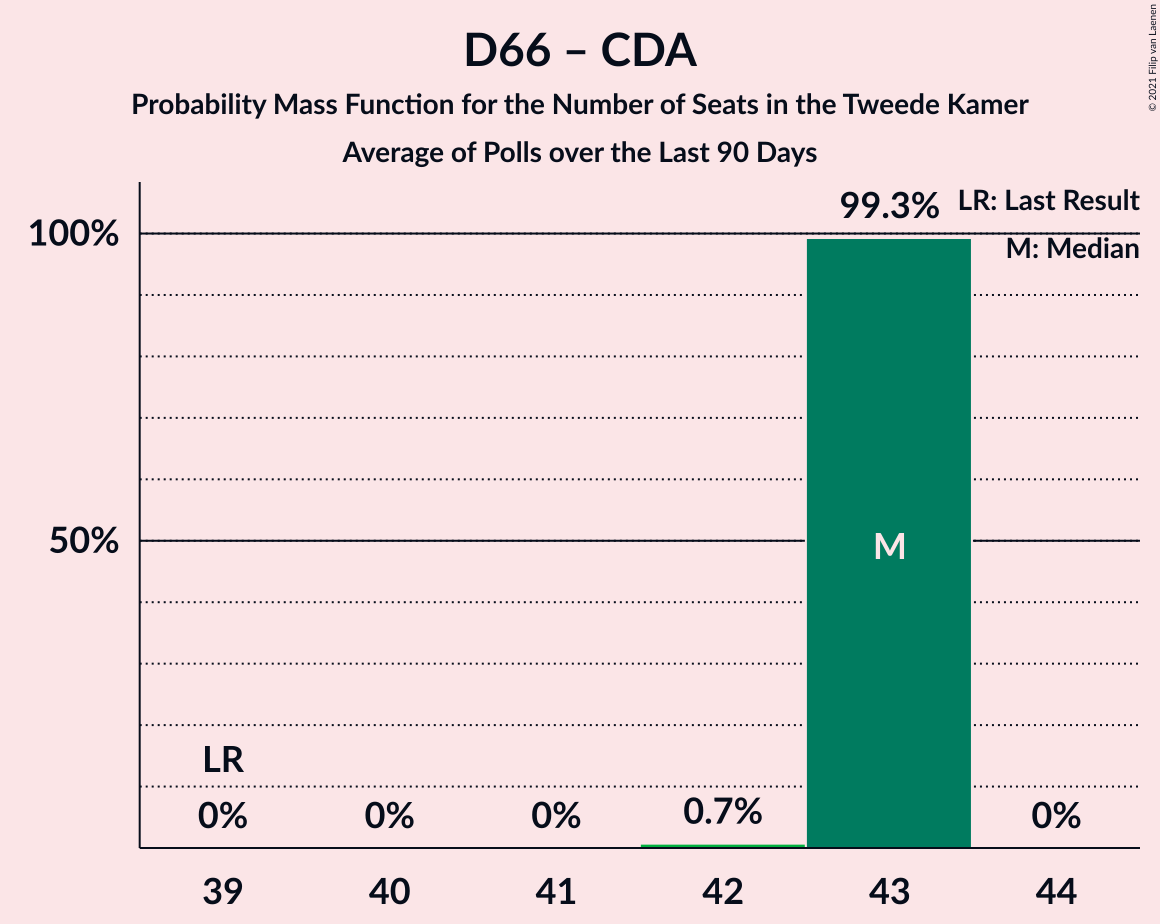 D66 – CDA
Probability Mass Function for the Number of Seats in the Tweede Kamer
Average of Polls over the Last 90 Days
© 2021 Filip van Laenen
LR: Last Result
M: Median
100%
50%
99.3%
M
LR
0%
0%
0%
0.7%
0%
39
40
41
42
43
44